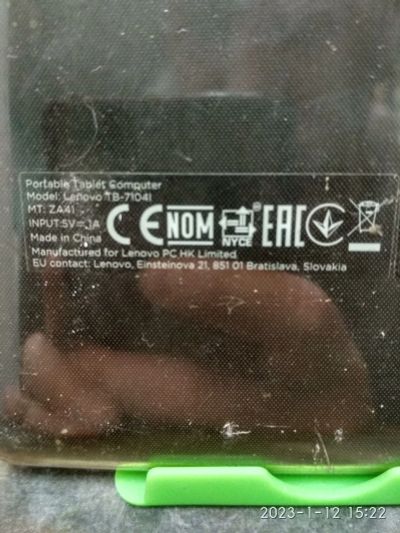 Portable Tablet Computer
Model: Lenovo TB-7104I
MT: ZA41
INPUT:5V⎓1A
Made in China
CE NOM NYCE EAC
Manufactured for Lenovo PC HK Limited
EU contact: Lenovo, Einsteinova 21, 851 01 Bratislava, Slovakia
2023-1-12 15:22